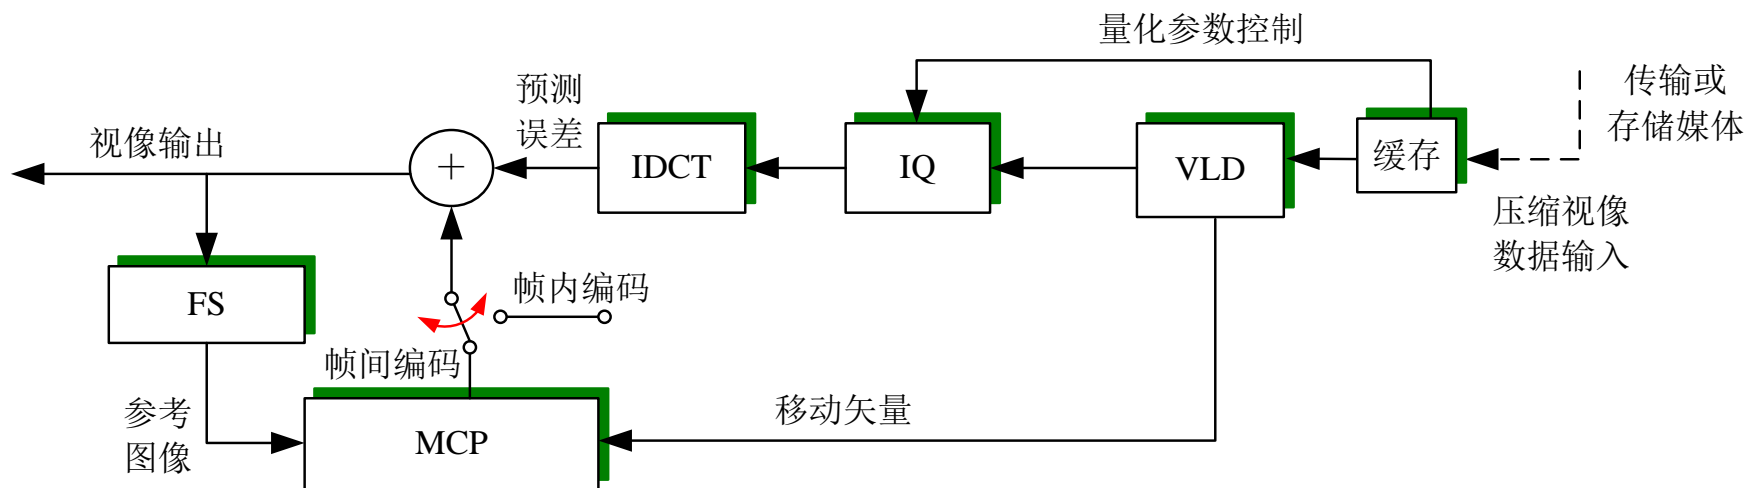 量化参数控制
传输或
存储媒体
预测
误差
视像输出
IDCT
IQ
VLD
缓存
压缩视像
数据输入
FS
帧内编码
帧间编码
参考
图像
移动矢量
MCP